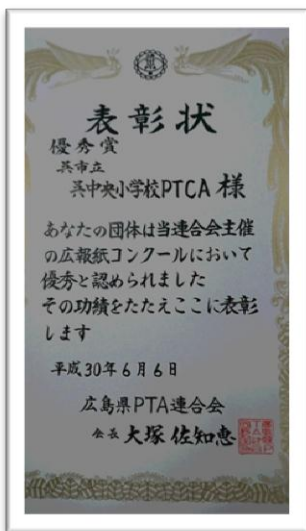 表彰状
優秀賞
呉市立
呉中央小学校PTCA 様
あなたの団体は当連合会主催
の広報紙コンクールにおいて
優秀と認められました
その功績をたたえここに表彰
します
平成30年6月6日
広島県PTA連合会
会長 大塚 佐知恵